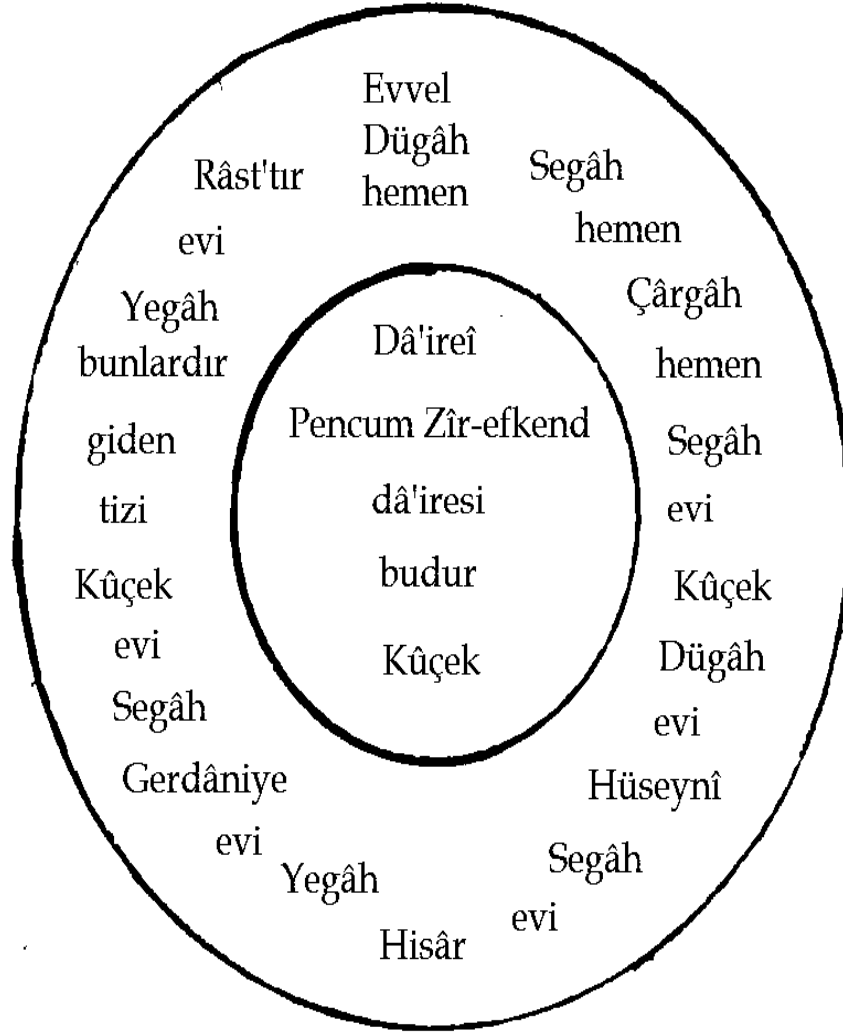 Evvel
Dügâh
hemen
Segâh
hemen
Çârgâh
hemen
Segâh
evi
Kûçek
Dügâh
evi
Hüseynî
Segâh
evi
Hisâr
Yegâh
evi
Gerdâniye
Segâh
evi
Kûçek
tizi
giden
bunlardır
Yegâh
evi
Râst'tır
Dâ'ireî
Pencum Zîr-efkend
dâ'iresi
budur
Kûçek